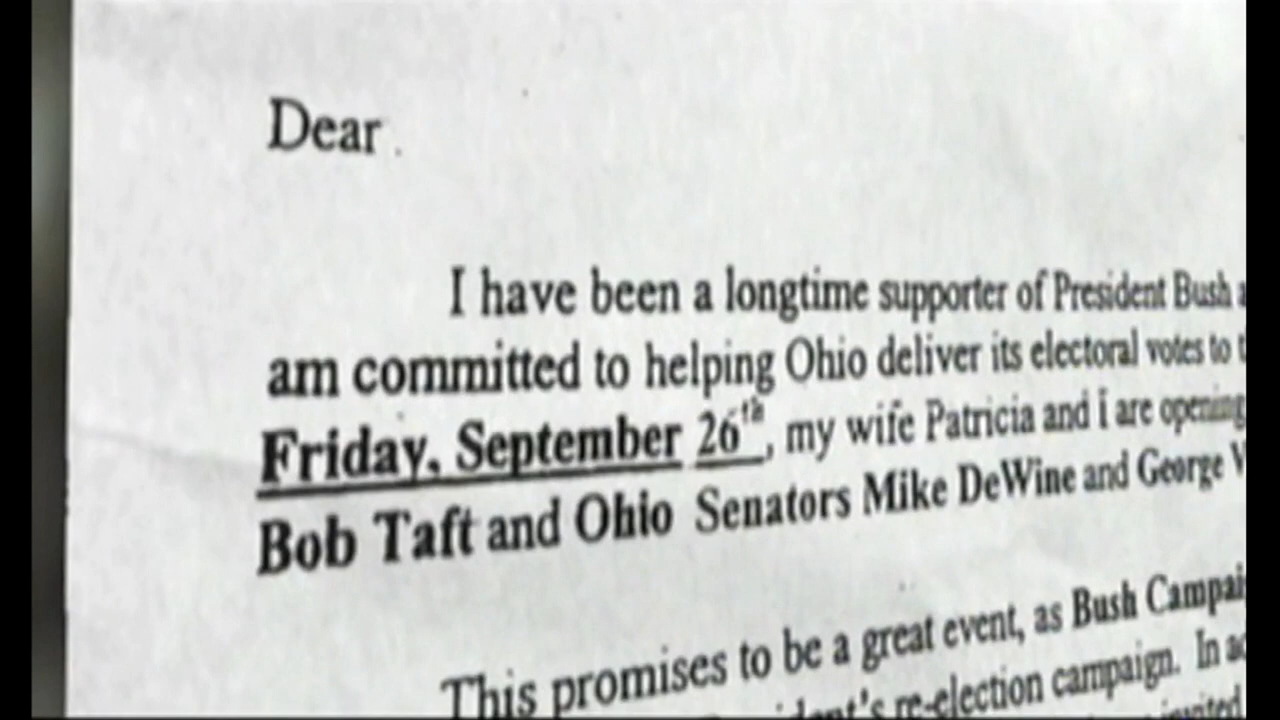 Dear
I have been a longtime supporter of President Bush
am committed to helping Ohio deliver its electoral votes to
Friday, September 26th, my wife Patricia and i are opening
Bob Taft and Ohio Senators Mike DeWine and George V
This promises to be a great event, as Bush Campai
re-election campaign. In